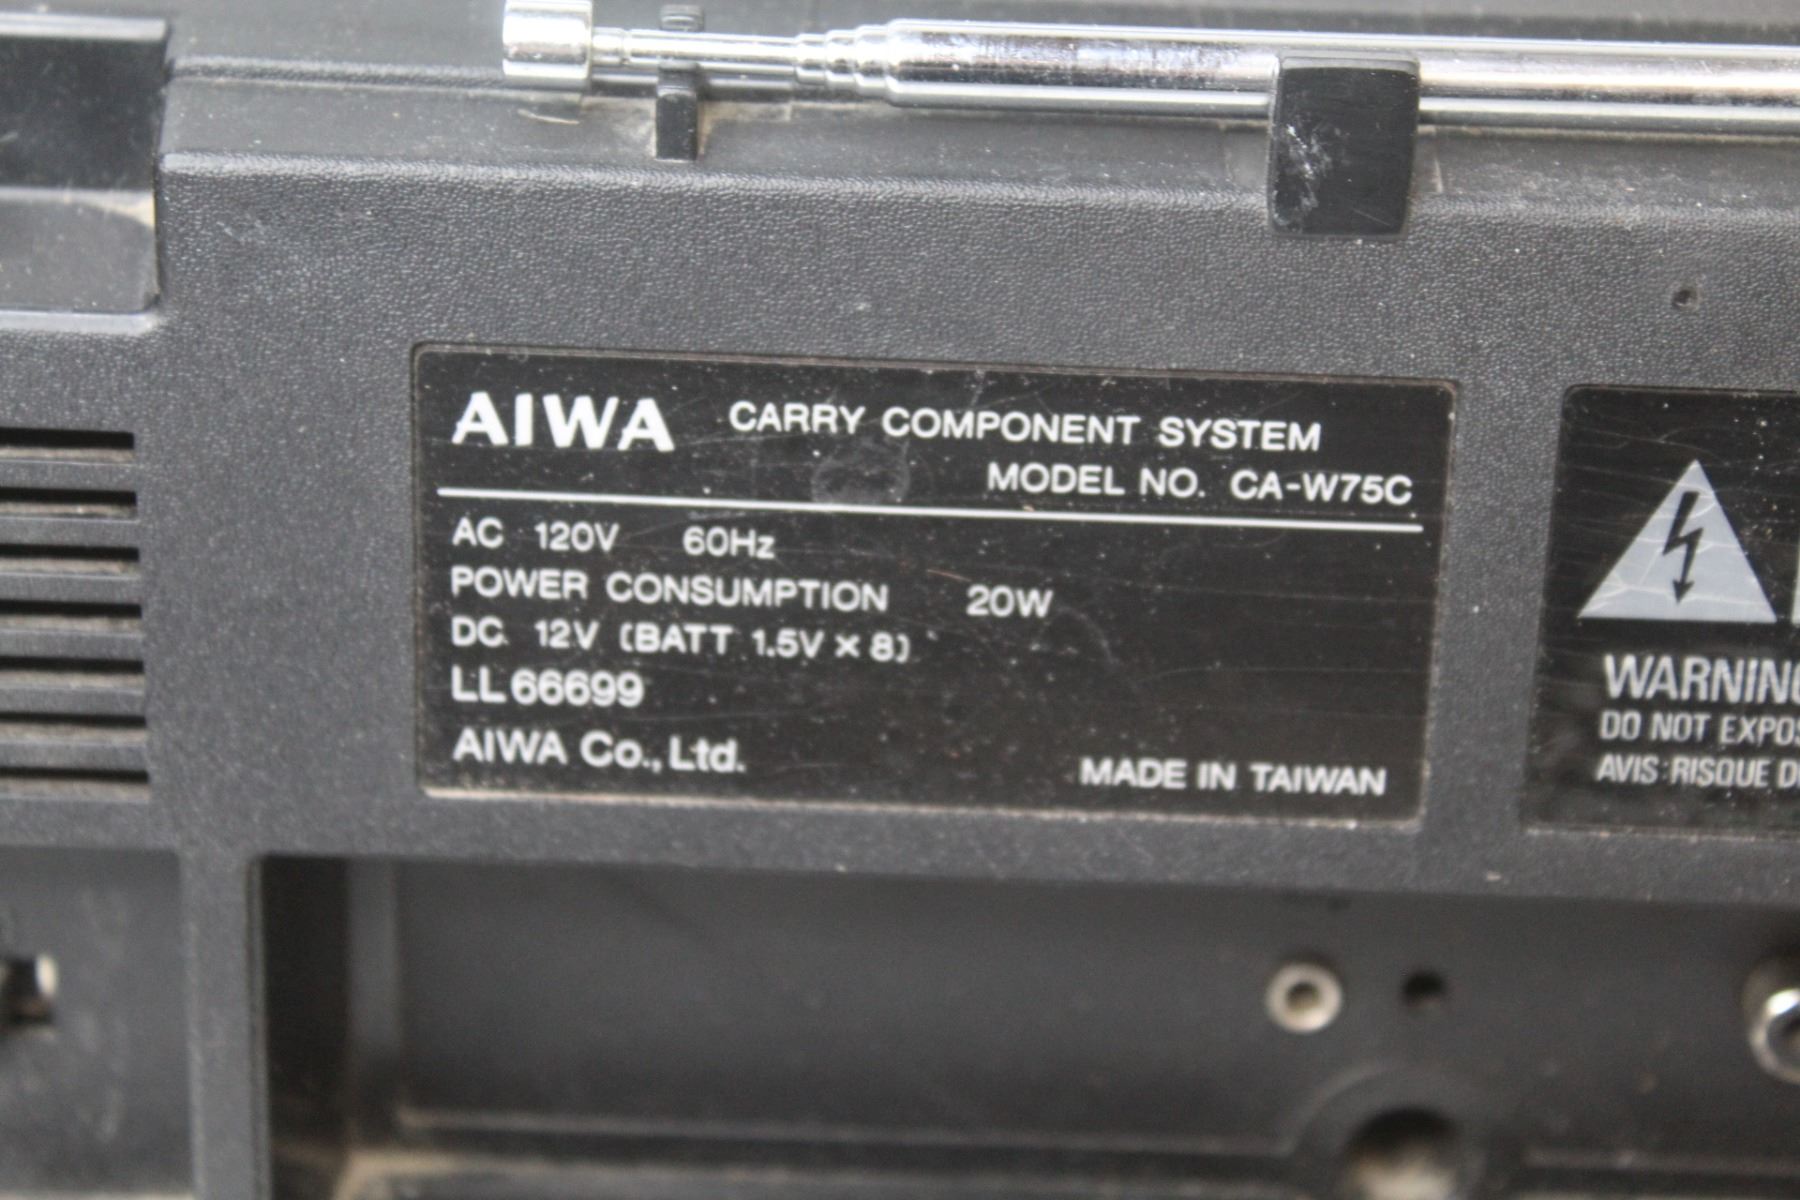 AIWA CARRY COMPONENT SYSTEM
MODEL NO. CA-W75C
AC 120V 60Hz
POWER CONSUMPTION 20W
DC 12V (BATT 1.5V × 8)
LL66699
AIWA Co., Ltd.
MADE IN TAIWAN
WARNING
DO NOT EXPOS
AVIS: RISQUE D